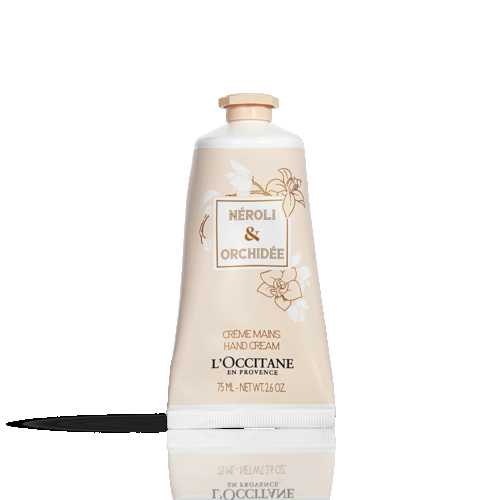 NÉROLI
&
ORCHIDÉE
CRÈME MAINS
HAND CREAM
L'OCCITANE
EN PROVENCE
75 ML - NET WT. 2.6 OZ.